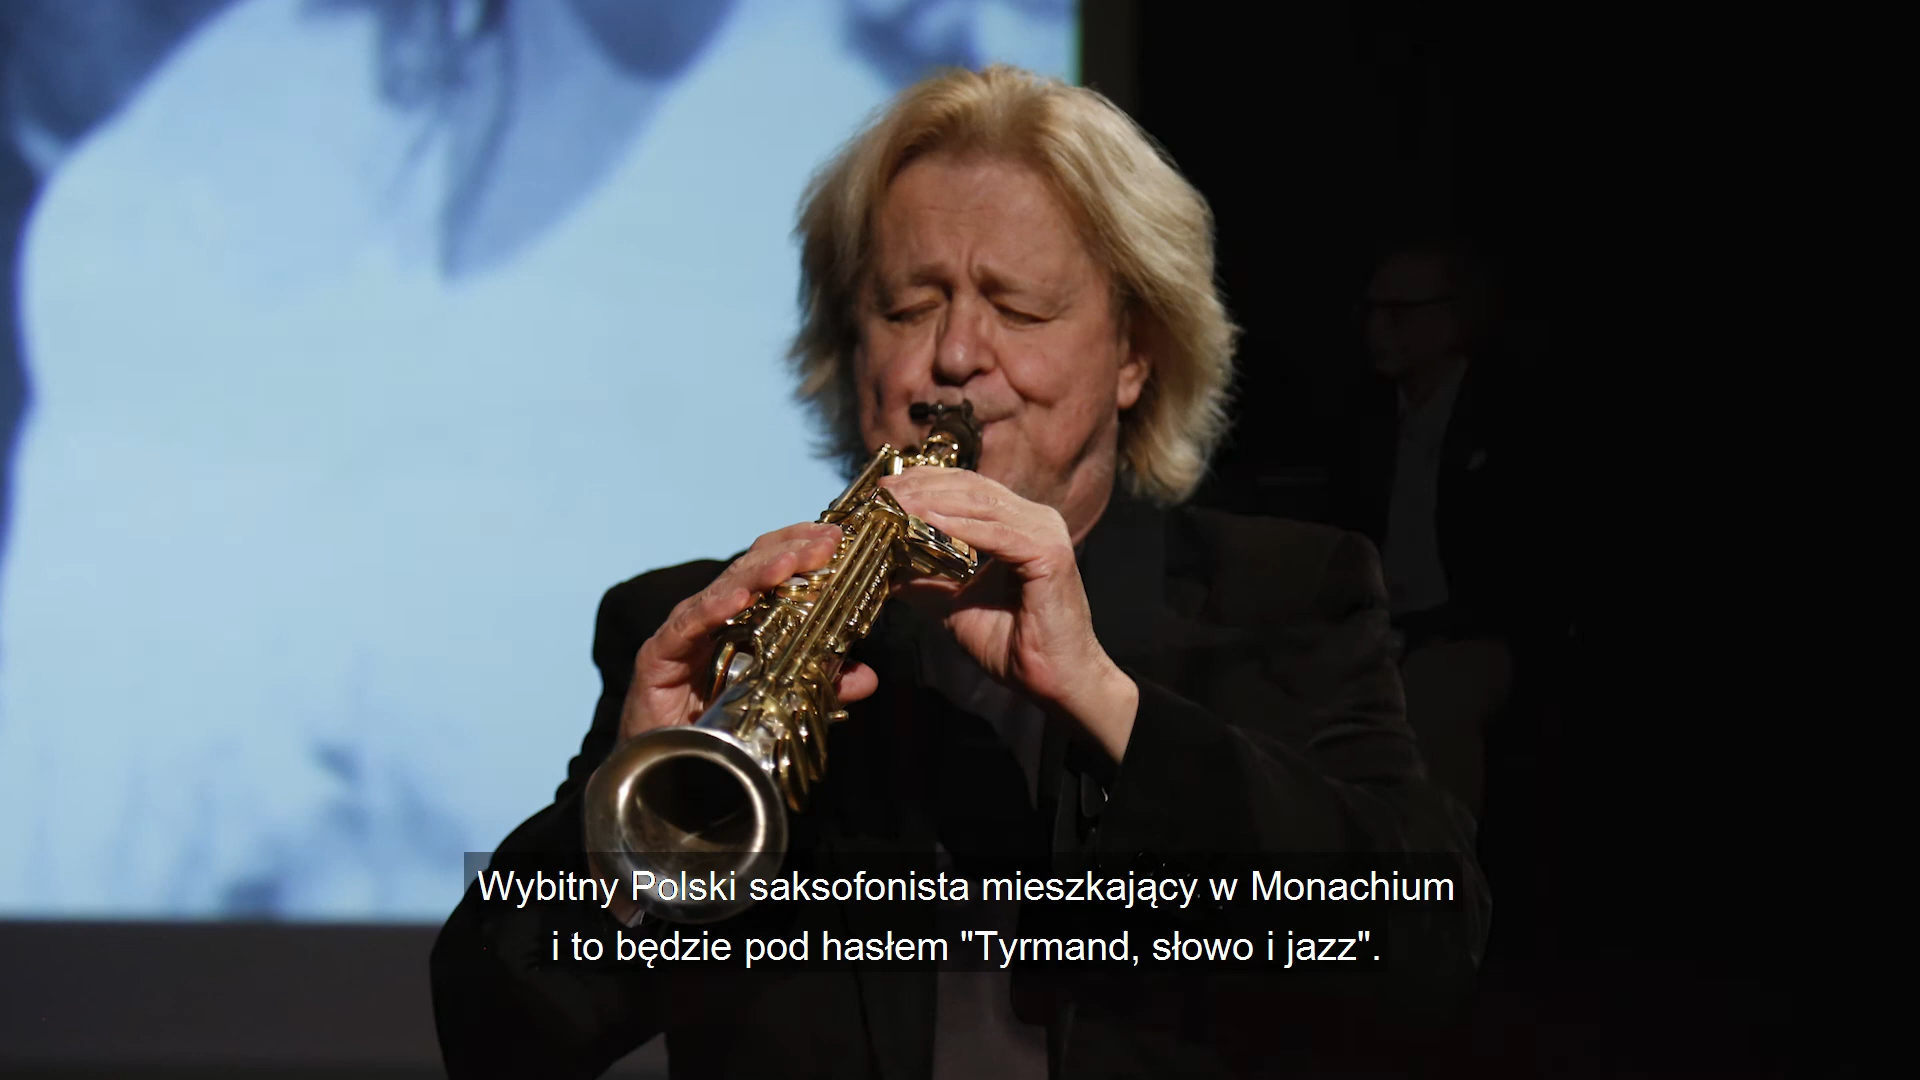 Wybitny Polski saksofonista mieszkający w Monachium
i to będzie pod hasłem "Tyrmand, słowo i jazz".